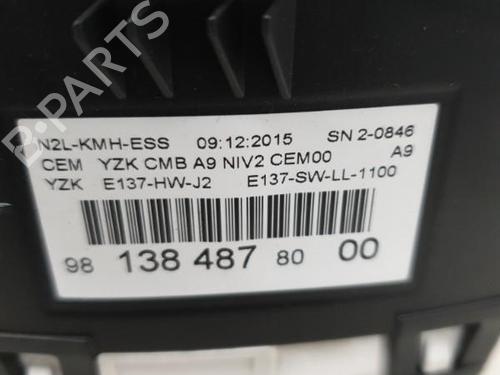 B-PARTS
N2L-KMH-ESS 09:12:2015 SN 2-0846
CEM YZK CMB A9 NIV2 CEM00 A9
YZK E137-HW-J2 E137-SW-LL-1100
98 138 487 80 00